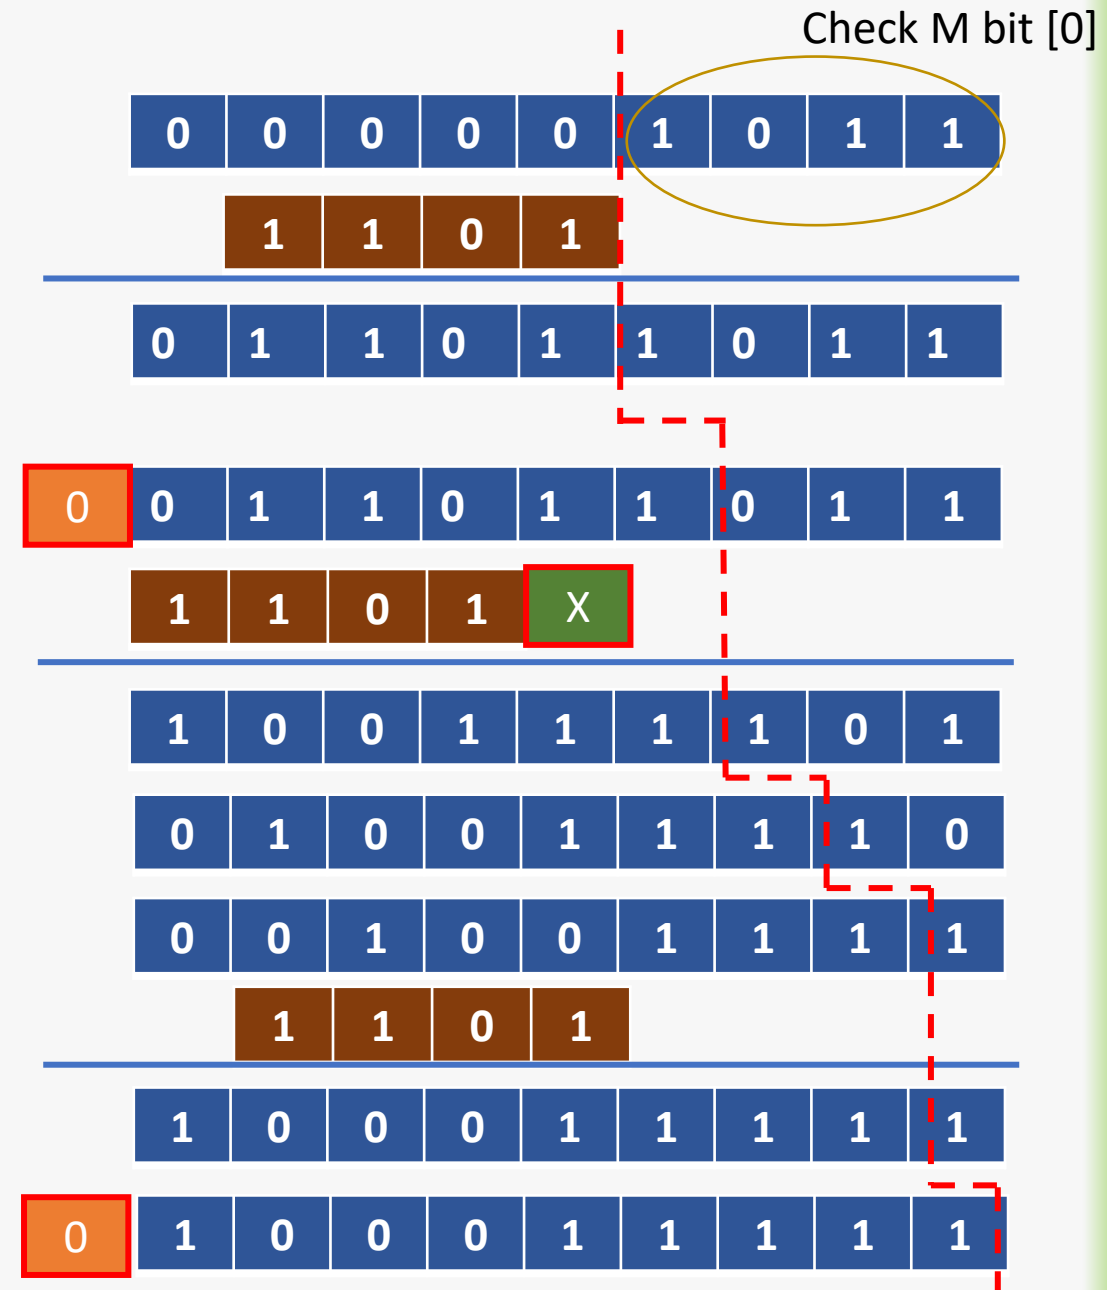 Check M bit [0]
0 0 0 0 0 1 0 1 1
1 1 0 1
0 1 1 0 1 1 0 1 1
0 0 1 1 0 1 1 0 1 1
1 1 0 1 X
1 0 0 1 1 1 1 0 1
0 1 0 0 1 1 1 1 0
0 0 1 0 0 1 1 1 1
1 1 0 1
1 0 0 0 1 1 1 1 1
0 1 0 0 0 1 1 1 1 1